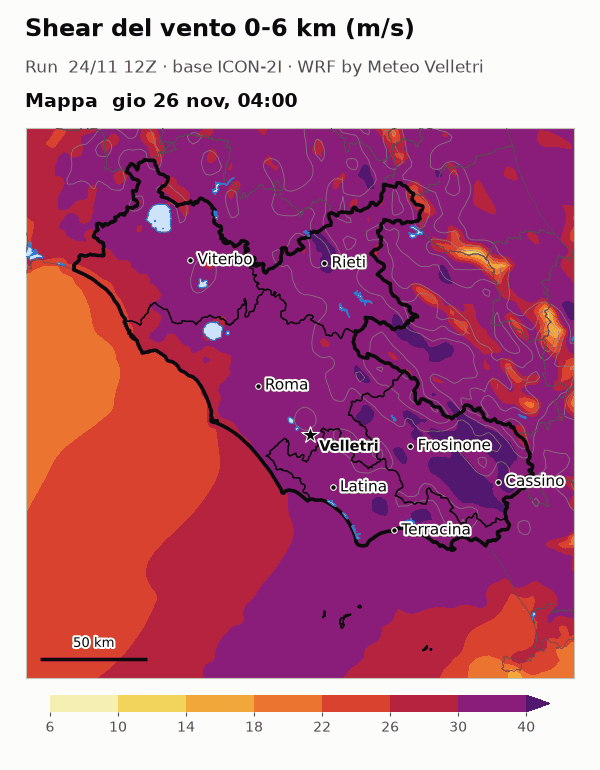 Shear del vento 0-6 km (m/s)
Run  24/11 12Z · base ICON-2I · WRF by Meteo Velletri
Mappa  gio 26 nov, 04:00
Viterbo
Rieti
Roma
Velletri
Frosinone
Cassino
Latina
Terracina
50 km
6 10 14 18 22 26 30 40